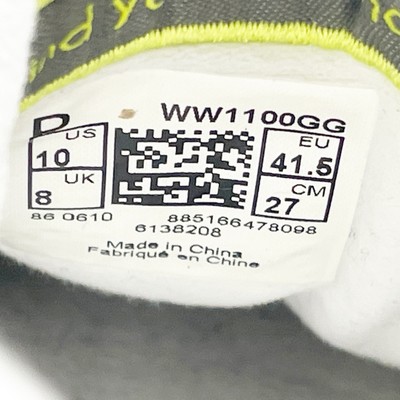 D WW1100GG
US 10 EU 41.5
UK 8 CM 27
86 0610 885166478098
6138208
Made in China
Fabriqué en Chine